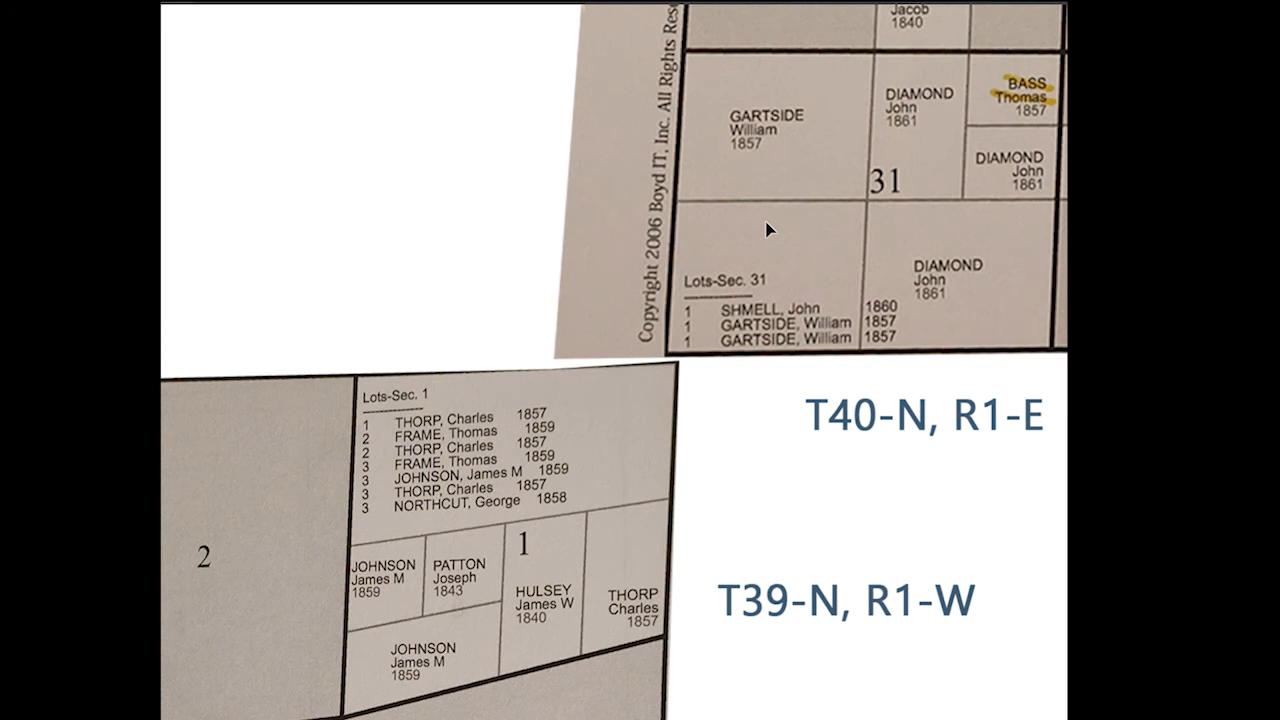 Copyright 2006 Boyd IT, Inc. All Rights Rese
Jacob
1840
GARTSIDE
William
1857
DIAMOND
John
1861
BASS
Thomas
1857
DIAMOND
John
1861
31
DIAMOND
John
1861
Lots-Sec. 31
1 SHMELL, John 1860
1 GARTSIDE, William 1857
1 GARTSIDE, William 1857
T40-N, R1-E
Lots-Sec. 1
1 THORP, Charles 1857
2 FRAME, Thomas 1859
2 THORP, Charles 1857
3 FRAME, Thomas 1859
3 JOHNSON, James M 1859
3 THORP, Charles 1857
3 NORTHCUT, George 1858
2
1
JOHNSON
James M
1859
PATTON
Joseph
1843
HULSEY
James W
1840
THORP
Charles
1857
JOHNSON
James M
1859
T39-N, R1-W